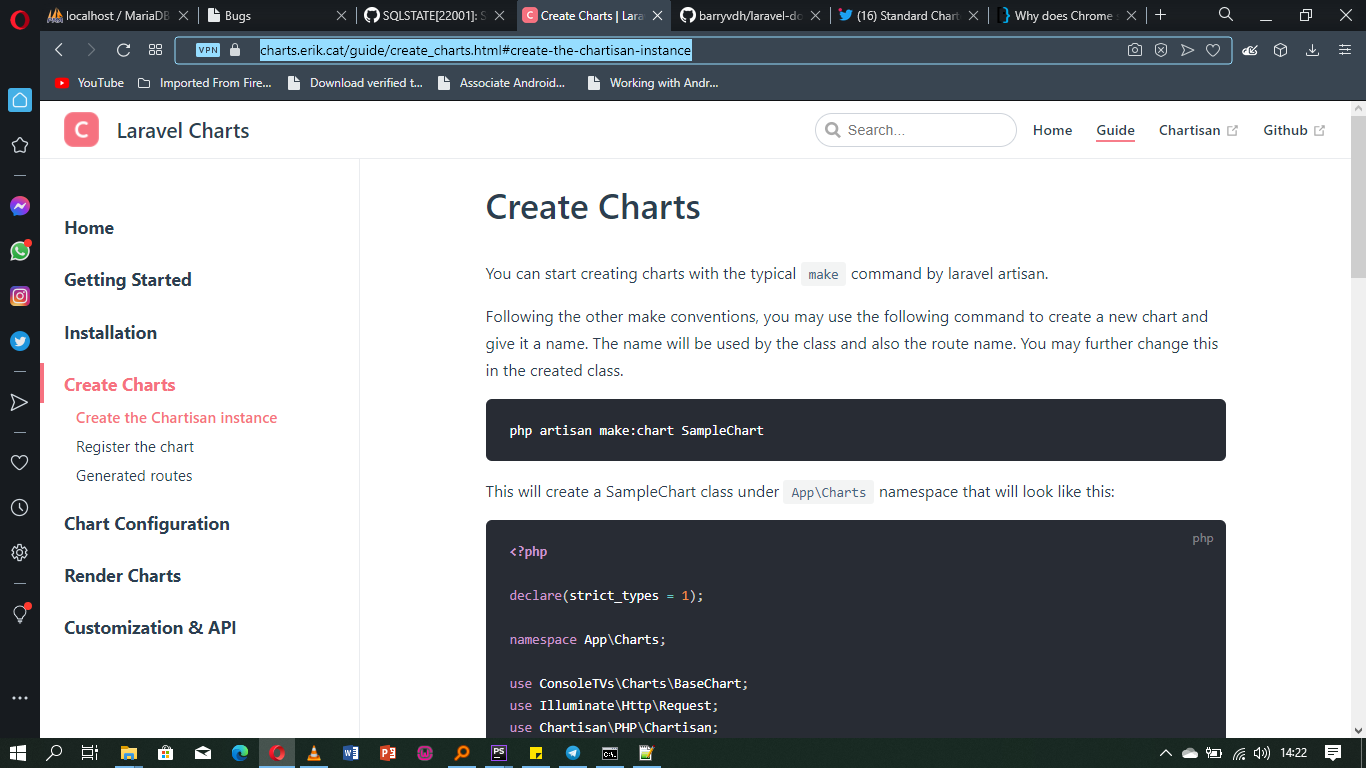 localhost / MariaDB
Bugs
SQLSTATE[22001]: S
Create Charts | Lara
barryvdh/laravel-do
(16) Standard Chart
Why does Chrome s
VPN
charts.erik.cat/guide/create_charts.html#create-the-chartisan-instance
YouTube
Imported From Fire...
Download verified t...
Associate Android...
Working with Andr...
C
Laravel Charts
Search...
Home
Guide
Chartisan
Github
Home
Getting Started
Installation
Create Charts
Create the Chartisan instance
Register the chart
Generated routes
Chart Configuration
Render Charts
Customization & API
Create Charts
You can start creating charts with the typical make command by laravel artisan.
Following the other make conventions, you may use the following command to create a new chart and
give it a name. The name will be used by the class and also the route name. You may further change this
in the created class.
php artisan make:chart SampleChart
This will create a SampleChart class under App\Charts namespace that will look like this:
php
<?php
declare(strict_types = 1);
namespace App\Charts;
use ConsoleTVs\Charts\BaseChart;
use Illuminate\Http\Request;
use Chartisan\PHP\Chartisan;
14:22